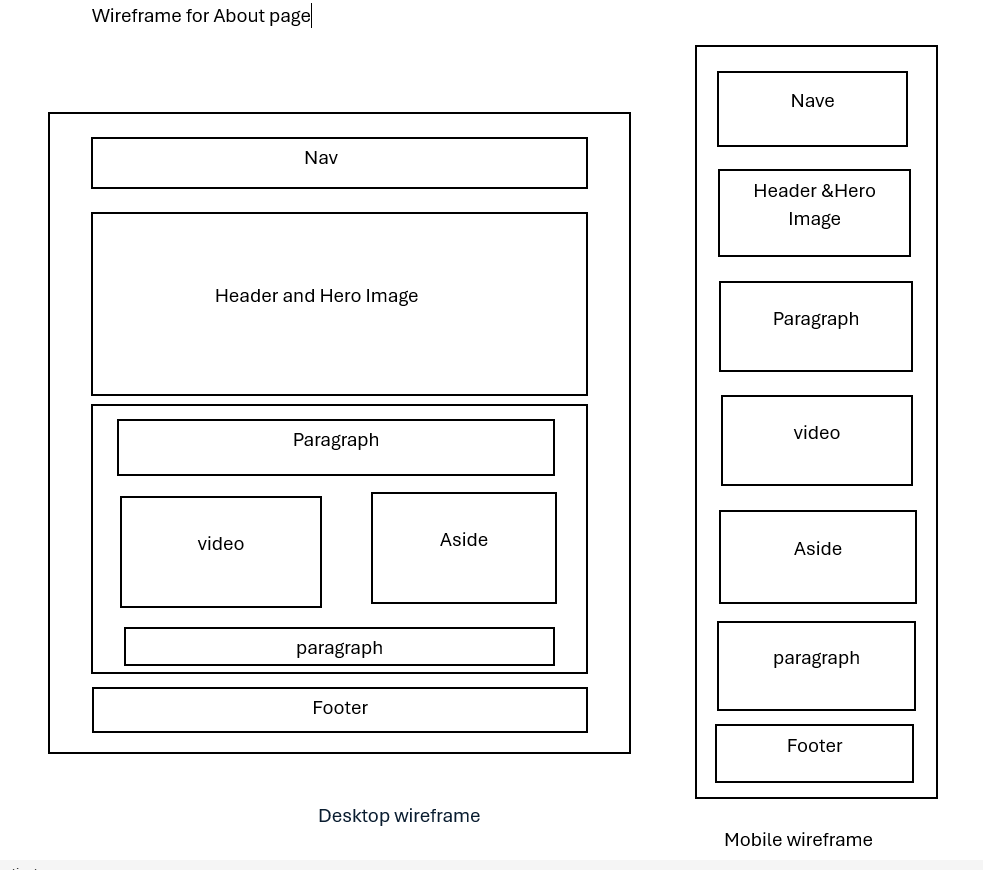 Wireframe for About page
Nav
Header and Hero Image
Paragraph
video
Aside
paragraph
Footer
Desktop wireframe
Nave
Header &Hero
Image
Paragraph
video
Aside
paragraph
Footer
Mobile wireframe